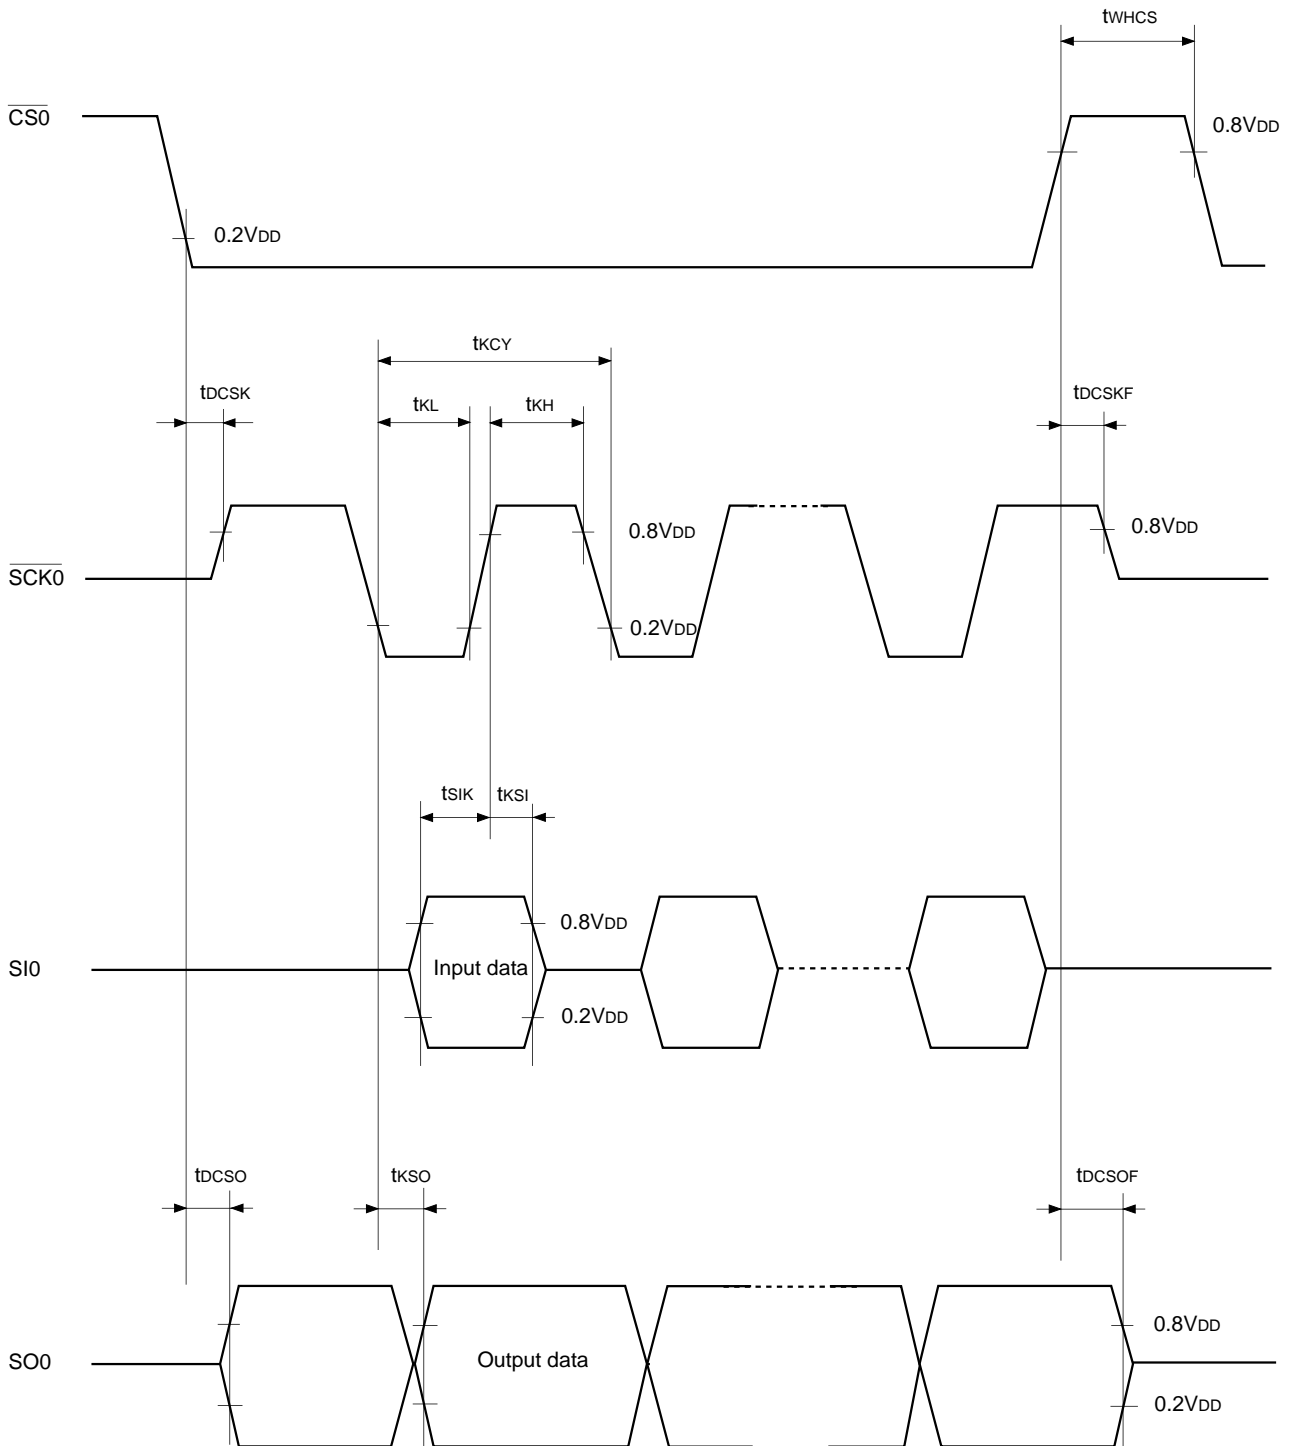 tWHCS
CS0
0.8VDD
0.2VDD
tKCY
tDCSK
tKL
tKH
tDCSKF
0.8VDD
0.8VDD
SCK0
0.2VDD
tSIK
tKSI
0.8VDD
SI0
Input data
0.2VDD
tDCSO
tKSO
tDCSOF
0.8VDD
SO0
Output data
0.2VDD